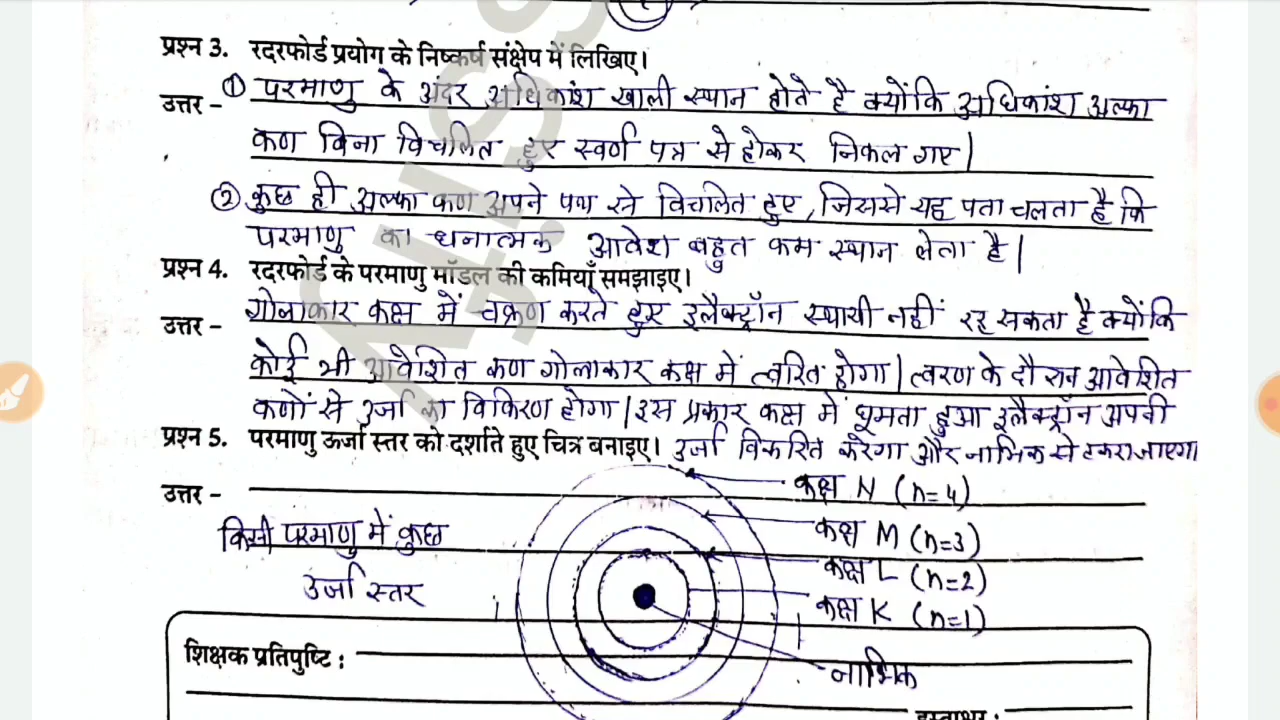 प्रश्न 3. रदरफोर्ड प्रयोग के निष्कर्ष संक्षेप में लिखिए।
① परमाणु के अंदर अधिकांश खाली स्थान होते है क्योंकि अधिकांश अल्फा
उत्तर -
कण बिना विचलित हुए स्वर्ण पत्र से होकर निकल गए।
② कुछ ही अल्फा कण अपने पथ से विचलित हुए, जिससे यह पता चलता है कि
परमाणु का धनात्मक आवेश बहुत कम स्थान लेता है।
प्रश्न 4. रदरफोर्ड के परमाणु मॉडल की कमियाँ समझाइए।
गोलाकार कक्ष में चक्रण करते हुए इलैक्ट्रॉन स्थायी नहीं रह सकता है क्योंकि
उत्तर -
कोई भी आवेशित कण गोलाकार कक्ष में त्वरित होगा। त्वरण के दौरान आवेशित
कणों से उर्जा का विकिरण होगा। इस प्रकार कक्ष में घूमता हुआ इलैक्ट्रॉन अपनी
प्रश्न 5. परमाणु ऊर्जा स्तर को दर्शाते हुए चित्र बनाइए। उर्जा विकरित करेगा और नाभिक से टकरा जाएगा
कक्ष N (n=4)
उत्तर -
किसी परमाणु में कुछ
कक्ष M (n=3)
कक्ष L (n=2)
उर्जा स्तर
कक्ष K (n=1)
शिक्षक प्रतिपुष्टि :
नाभिक